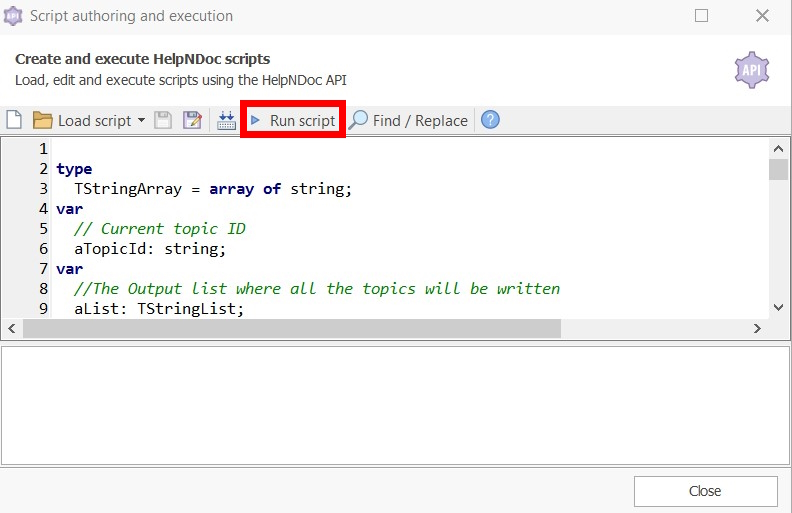 Script authoring and execution
Create and execute HelpNDoc scripts
Load, edit and execute scripts using the HelpNDoc API
API
Load script Run script Find / Replace ?
1
2 type
3 TStringArray = array of string;
4 var
5 // Current topic ID
6 aTopicId: string;
7 var
8 //The Output list where all the topics will be written
9 aList: TStringList;
Close